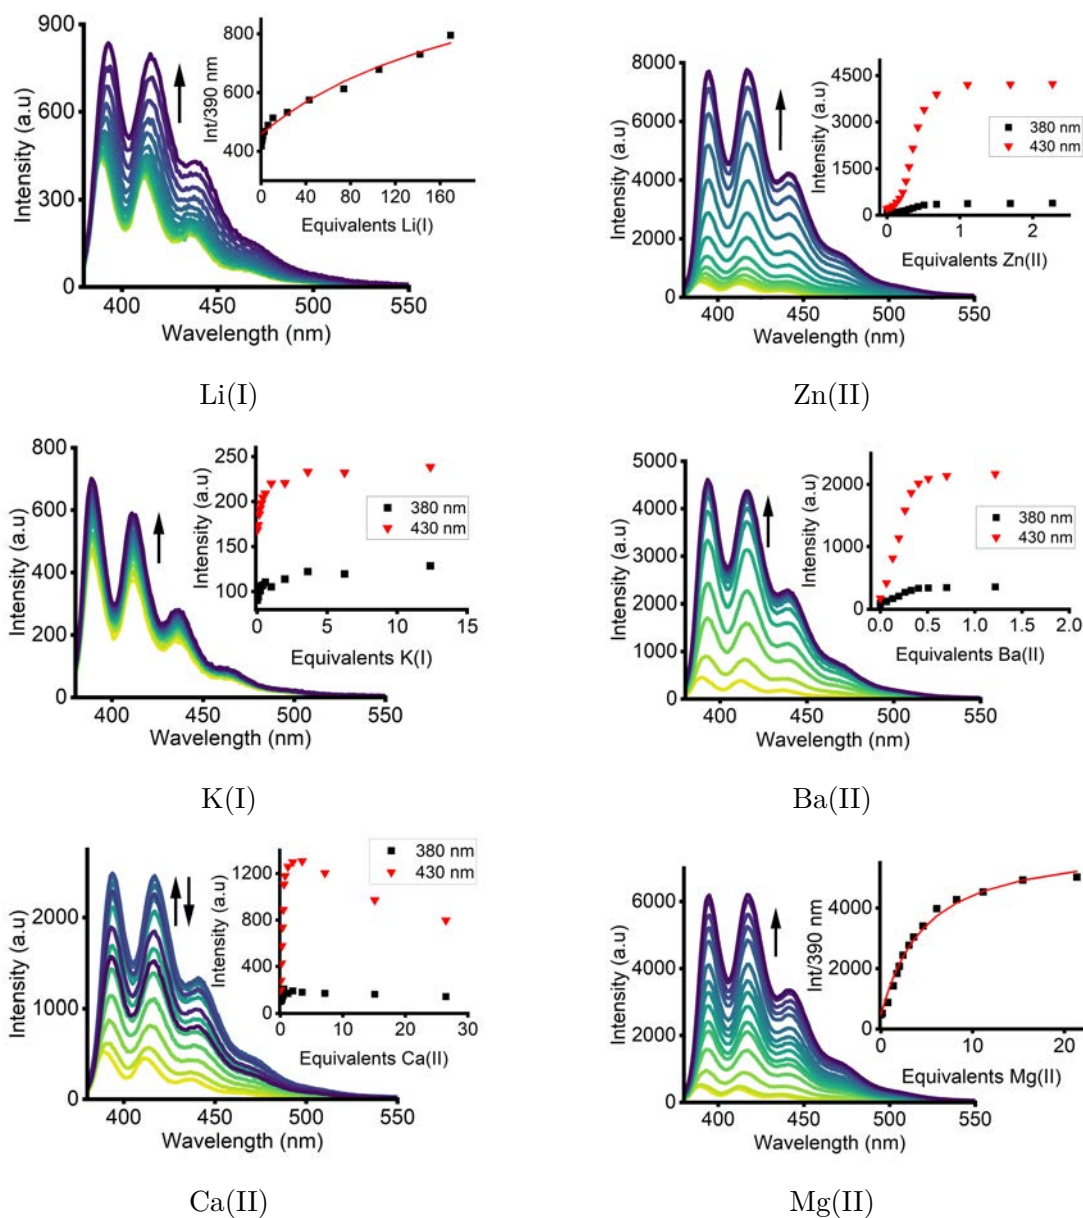 900
600
300
0
400
450
500
550
Intensity (a.u)
Wavelength (nm)
800
600
400
0
40
80
120
160
Int/390 nm
Equivalents Li(I)
Li(I)
8000
6000
4000
2000
0
400
450
500
550
Intensity (a.u)
Wavelength (nm)
4500
3000
1500
0
0
1
2
Intensity (a.u)
Equivalents Zn(II)
380 nm
430 nm
Zn(II)
800
600
400
200
0
400
450
500
550
Intensity (a.u)
Wavelength (nm)
250
200
150
100
0
5
10
15
Intensity (a.u)
Equivalents K(I)
380 nm
430 nm
K(I)
5000
4000
3000
2000
1000
0
400
450
500
550
Intensity (a.u)
Wavelength (nm)
2000
1000
0
0.0
0.5
1.0
1.5
2.0
Intensity (a.u)
Equivalents Ba(II)
380 nm
430 nm
Ba(II)
2000
1000
0
400
450
500
550
Intensity (a.u)
Wavelength (nm)
1200
800
400
0
0
10
20
30
Intensity (a.u)
Equivalents Ca(II)
380 nm
430 nm
Ca(II)
6000
4000
2000
0
400
450
500
550
Intensity (a.u)
Wavelength (nm)
4000
2000
0
0
10
20
Int/390 nm
Equivalents Mg(II)
Mg(II)